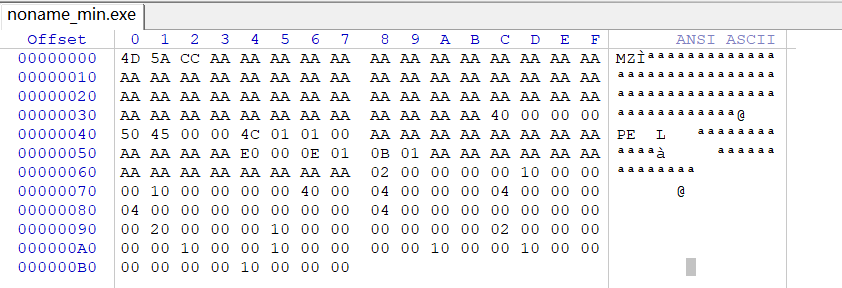 noname_min.exe
Offset 0 1 2 3 4 5 6 7 8 9 A B C D E F ANSI ASCII
00000000 4D 5A CC AA AA AA AA AA AA AA AA AA AA AA AA AA MZÌªªªªªªªªªªªªª
00000010 AA AA AA AA AA AA AA AA AA AA AA AA AA AA AA AA ªªªªªªªªªªªªªªªª
00000020 AA AA AA AA AA AA AA AA AA AA AA AA AA AA AA AA ªªªªªªªªªªªªªªªª
00000030 AA AA AA AA AA AA AA AA AA AA AA AA 40 00 00 00 ªªªªªªªªªªªª@
00000040 50 45 00 00 4C 01 01 00 AA AA AA AA AA AA AA AA PE L ªªªªªªªª
00000050 AA AA AA AA E0 00 0E 01 0B 01 AA AA AA AA AA AA ªªªªà ªªªªªª
00000060 AA AA AA AA AA AA AA AA 02 00 00 00 00 10 00 00 ªªªªªªªª
00000070 00 10 00 00 00 00 40 00 04 00 00 00 04 00 00 00 @
00000080 04 00 00 00 00 00 00 00 04 00 00 00 00 00 00 00
00000090 00 20 00 00 00 10 00 00 00 00 00 00 02 00 00 00
000000A0 00 00 10 00 00 10 00 00 00 00 10 00 00 10 00 00
000000B0 00 00 00 00 10 00 00 00